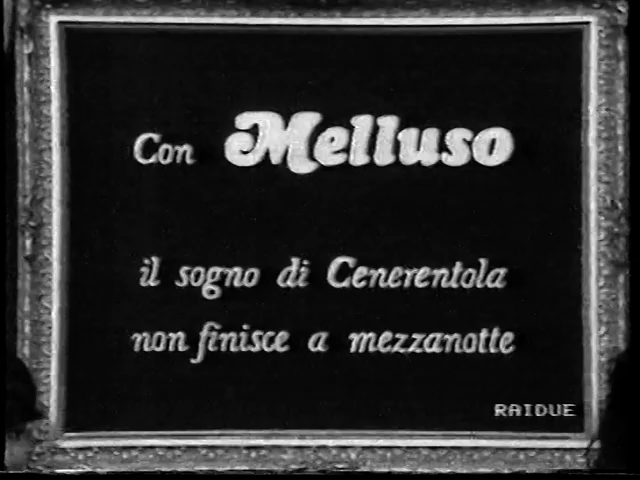 Con Melluso
il sogno di Cenerentola
non finisce a mezzanotte
RAIDUE